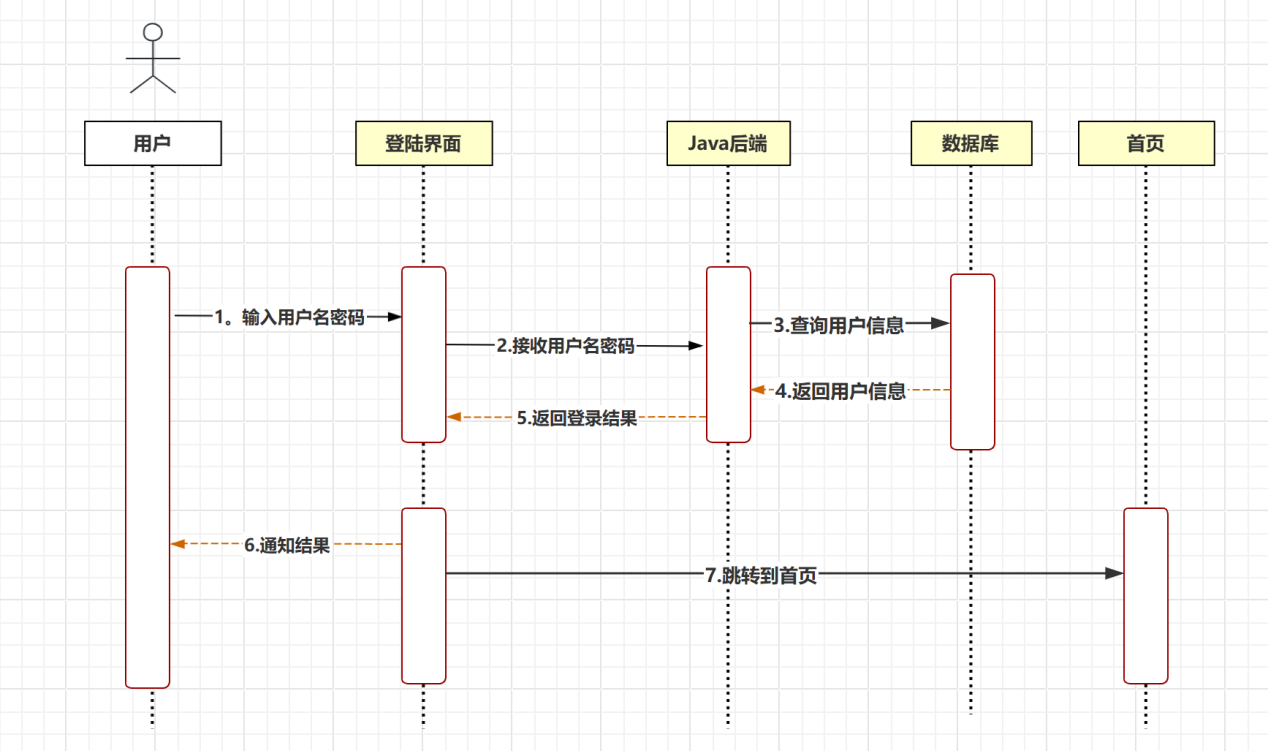 用户
登陆界面
Java后端
数据库
首页
1。输入用户名密码
3.查询用户信息
2.接收用户名密码
4.返回用户信息
5.返回登录结果
6.通知结果
7.跳转到首页